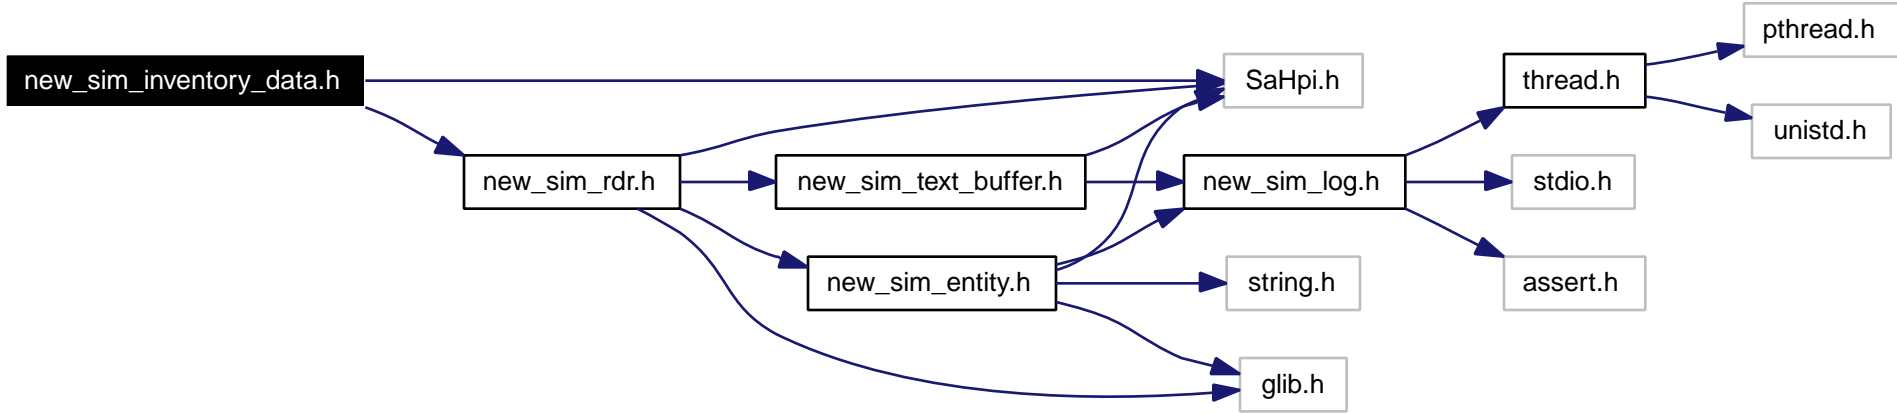 new_sim_inventory_data.h
new_sim_rdr.h
new_sim_text_buffer.h
new_sim_entity.h
SaHpi.h
new_sim_log.h
string.h
glib.h
thread.h
stdio.h
assert.h
pthread.h
unistd.h